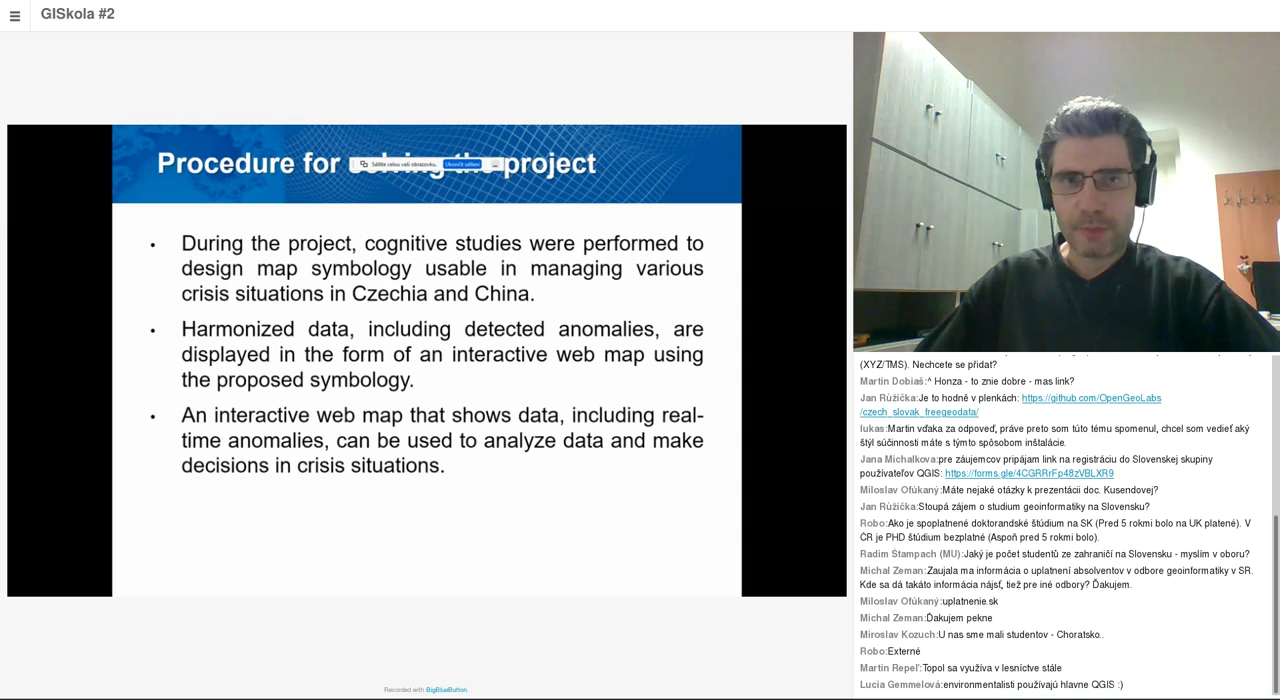 GISkola #2
Procedure for solving the project
Sdílíte celou vaši obrazovku.
Ukončit sdílení
During the project, cognitive studies were performed to
design map symbology usable in managing various
crisis situations in Czechia and China.
Harmonized data, including detected anomalies, are
displayed in the form of an interactive web map using
the proposed symbology.
An interactive web map that shows data, including real-
time anomalies, can be used to analyze data and make
decisions in crisis situations.
Recorded with BigBlueButton.
(XYZ/TMS). Nechcete se přidat?
Martin Dobiaš:^ Honza - to znie dobre - mas link?
Jan Růžička:Je to hodně v plenkách: https://github.com/OpenGeoLabs
/czech_slovak_freegeodata/
lukas:Martin vďaka za odpoveď, práve preto som túto tému spomenul, chcel som vedieť aký
štýl súčinnosti máte s týmto spôsobom inštalácie.
Jana Michalkova:pre záujemcov pripájam link na registráciu do Slovenskej skupiny
používateľov QGIS: https://forms.gle/4CGRRrFp48zVBLXR9
Miloslav Ofúkaný:Máte nejaké otázky k prezentácii doc. Kusendovej?
Jan Růžička:Stoupá zájem o studium geoinformatiky na Slovensku?
Robo:Ako je spoplatnené doktorandské štúdium na SK (Pred 5 rokmi bolo na UK platené). V
ČR je PHD štúdium bezplatné (Aspoň pred 5 rokmi bolo).
Radim Štampach (MU):Jaký je počet studentů ze zahraničí na Slovensku - myslím v oboru?
Michal Zeman:Zaujala ma informácia o uplatnení absolventov v odbore geoinformatiky v SR.
Kde sa dá takáto informácia nájsť, tiež pre iné odbory? Ďakujem.
Miloslav Ofúkaný:uplatnenie.sk
Michal Zeman:Ďakujem pekne
Miroslav Kozuch:U nas sme mali studentov - Choratsko..
Robo:Externé
Martin Repeľ:Topol sa využíva v lesníctve stále
Lucia Gemmelová:environmentalisti používajú hlavne QGIS :)